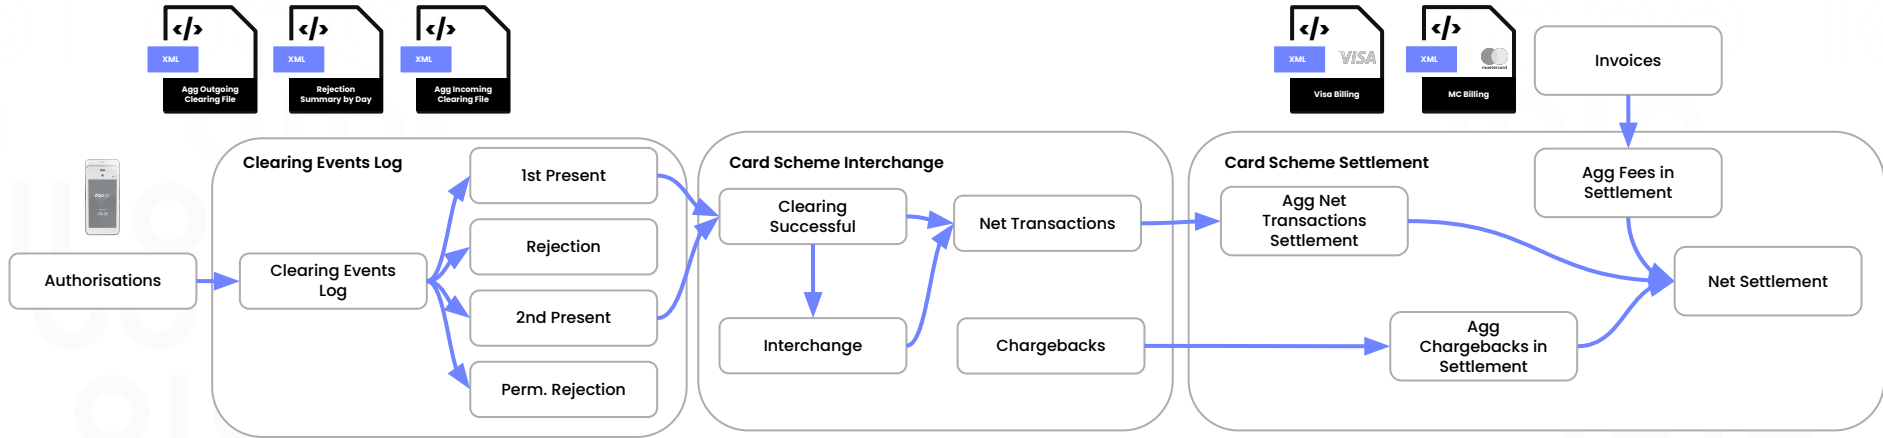 </>
XML
Agg Outgoing
Clearing File
</>
XML
Rejection
Summary by Day
</>
XML
Agg Incoming
Clearing File
</>
XML
VISA
Visa Billing
</>
XML
mastercard
MC Billing
Invoices
Clearing Events Log
Card Scheme Interchange
Card Scheme Settlement
Authorisations
Clearing Events
Log
1st Present
Rejection
2nd Present
Perm. Rejection
Clearing
Successful
Interchange
Net Transactions
Chargebacks
Agg Net
Transactions
Settlement
Agg Fees in
Settlement
Agg
Chargebacks in
Settlement
Net Settlement